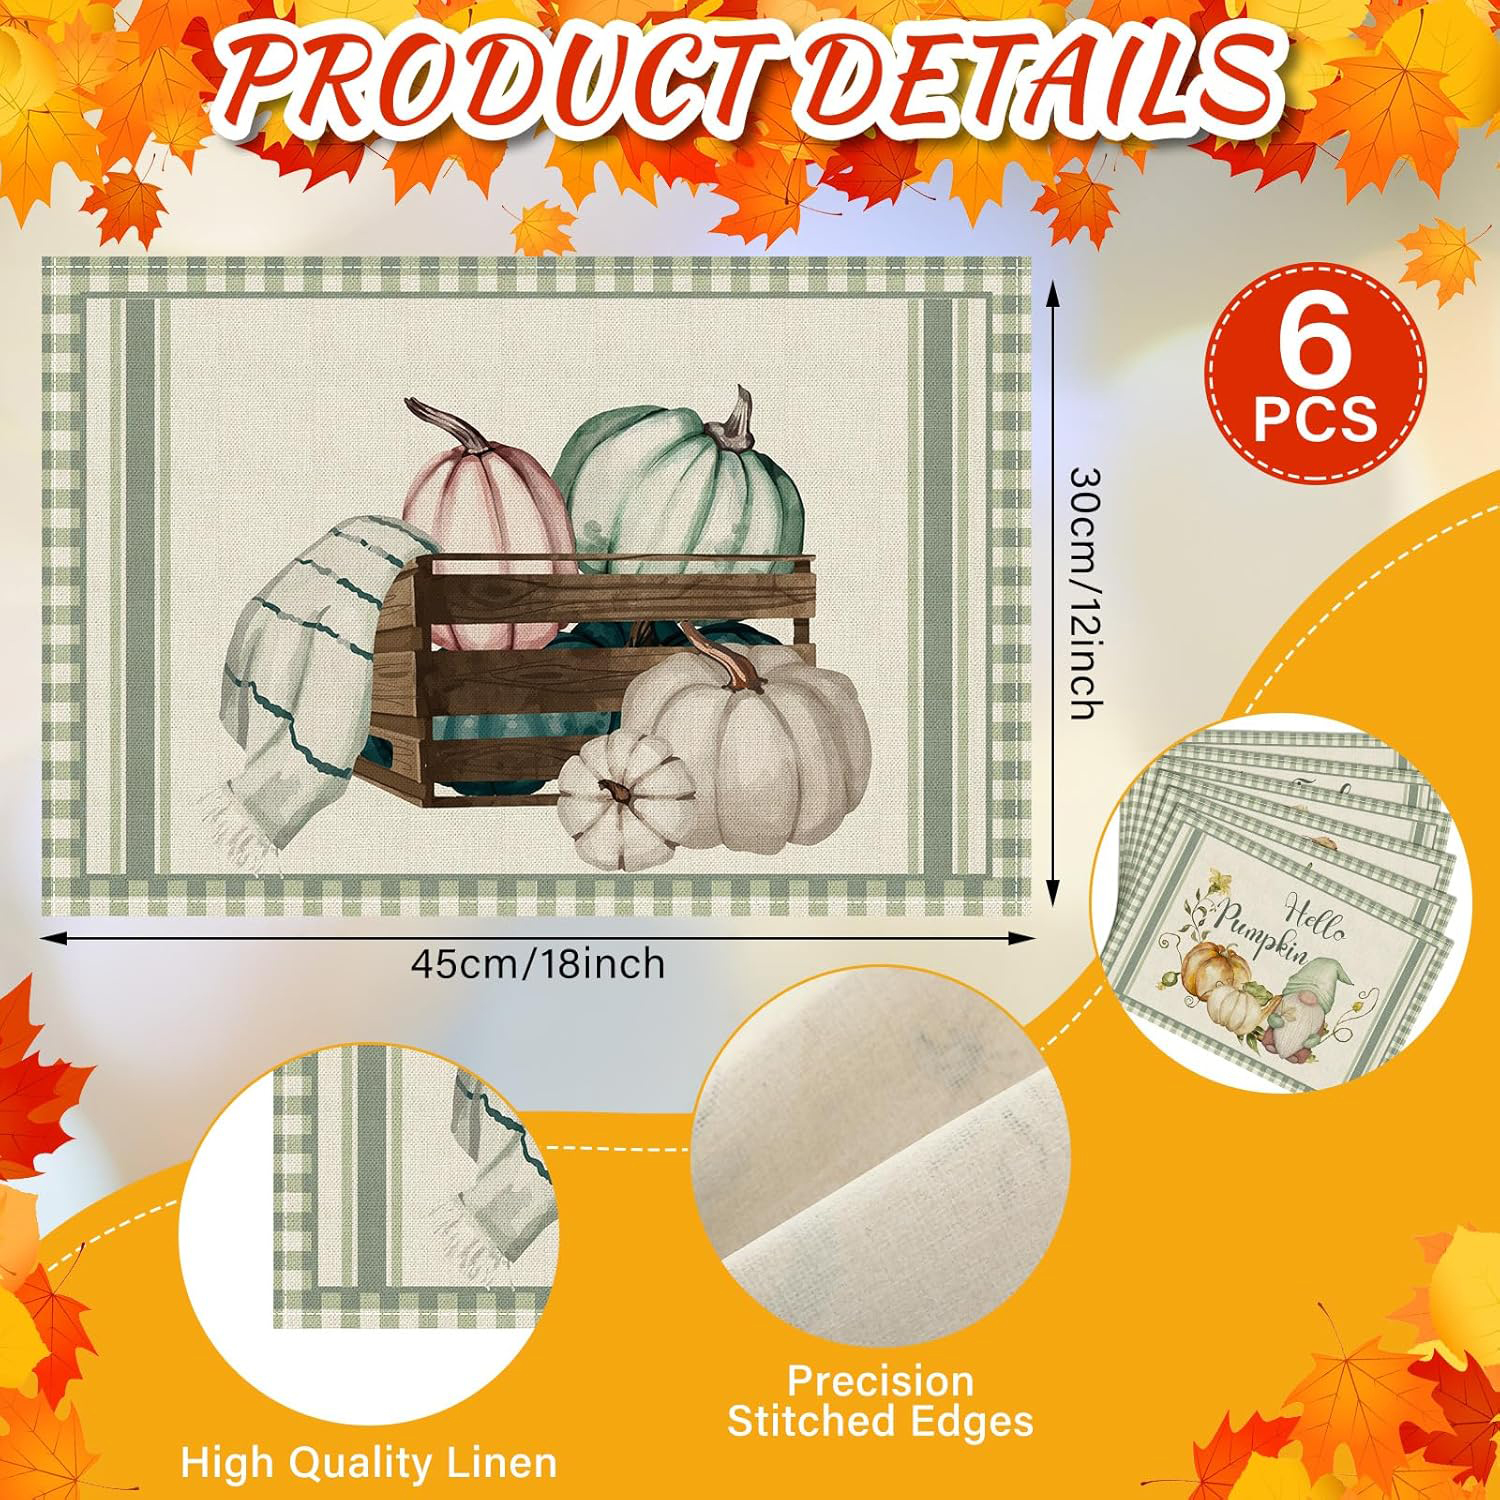 PRODUCT DETAILS
6
PCS
30cm/12inch
45cm/18inch
Hello
Pumpkin
High Quality Linen
Precision
Stitched Edges